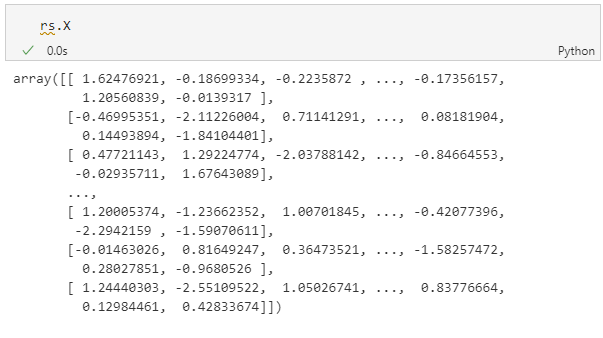 rs.X
0.0s
Python
array([[ 1.62476921, -0.18699334, -0.2235872 , ..., -0.17356157,
1.20560839, -0.0139317 ],
[-0.46995351, -2.11226004,  0.71141291, ...,  0.08181904,
0.14493894, -1.84104401],
[ 0.47721143,  1.29224774, -2.03788142, ..., -0.84664553,
-0.02935711,  1.67643089],
...,
[ 1.20005374, -1.23662352,  1.00701845, ..., -0.42077396,
-2.2942159 , -1.59070611],
[-0.01463026,  0.81649247,  0.36473521, ..., -1.58257472,
0.28027851, -0.9680526 ],
[ 1.24440303, -2.55109522,  1.05026741, ...,  0.83776664,
0.12984461,  0.42833674]])